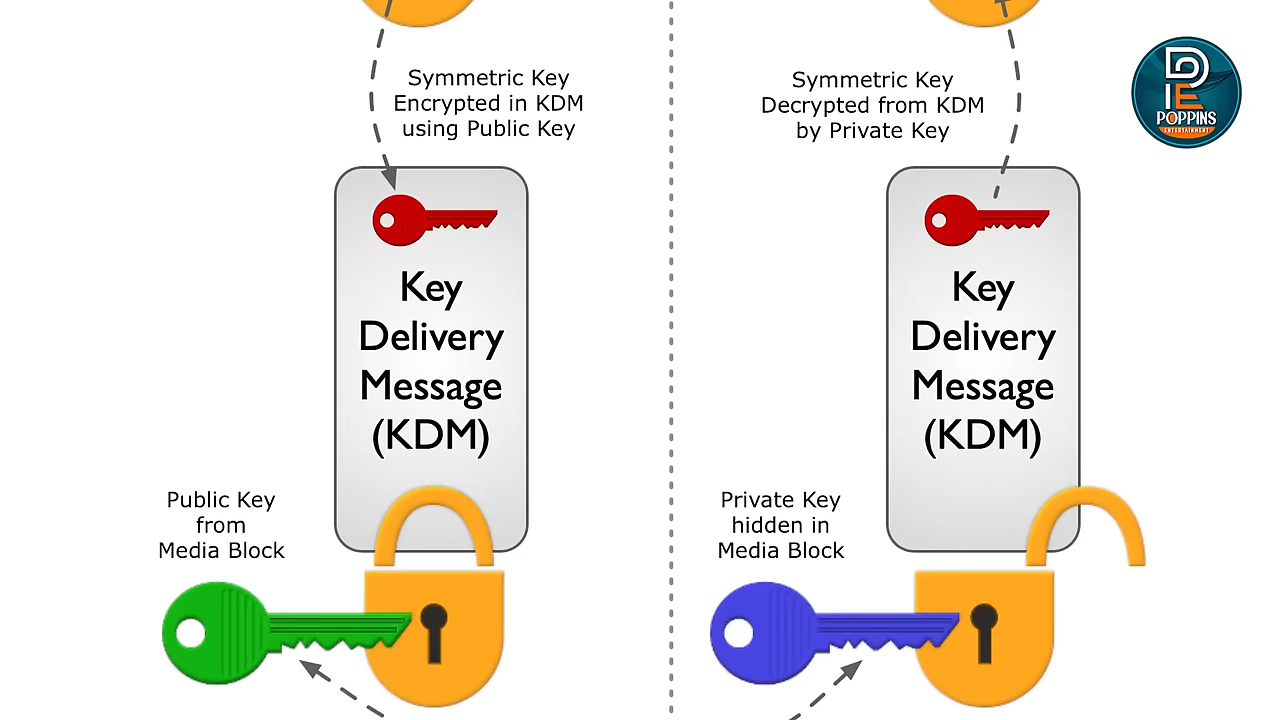 Symmetric Key
Encrypted in KDM
using Public Key
Symmetric Key
Decrypted from KDM
by Private Key
POPPINS
ENTERTAINMENT
Key
Delivery
Message
(KDM)
Key
Delivery
Message
(KDM)
Public Key
from
Media Block
Private Key
hidden in
Media Block